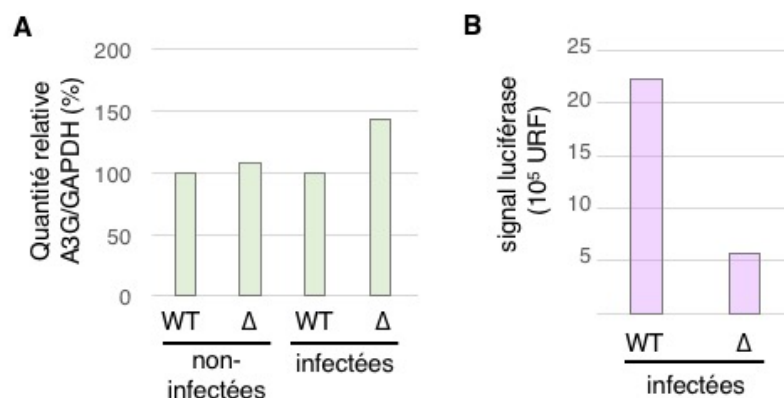 A
Quantité relative
A3G/GAPDH (%)
200
150
100
50
0
WT Δ WT Δ
non-
infectées
infectées
B
signal luciférase
(10⁵ URF)
25
20
15
10
5
WT Δ
infectées